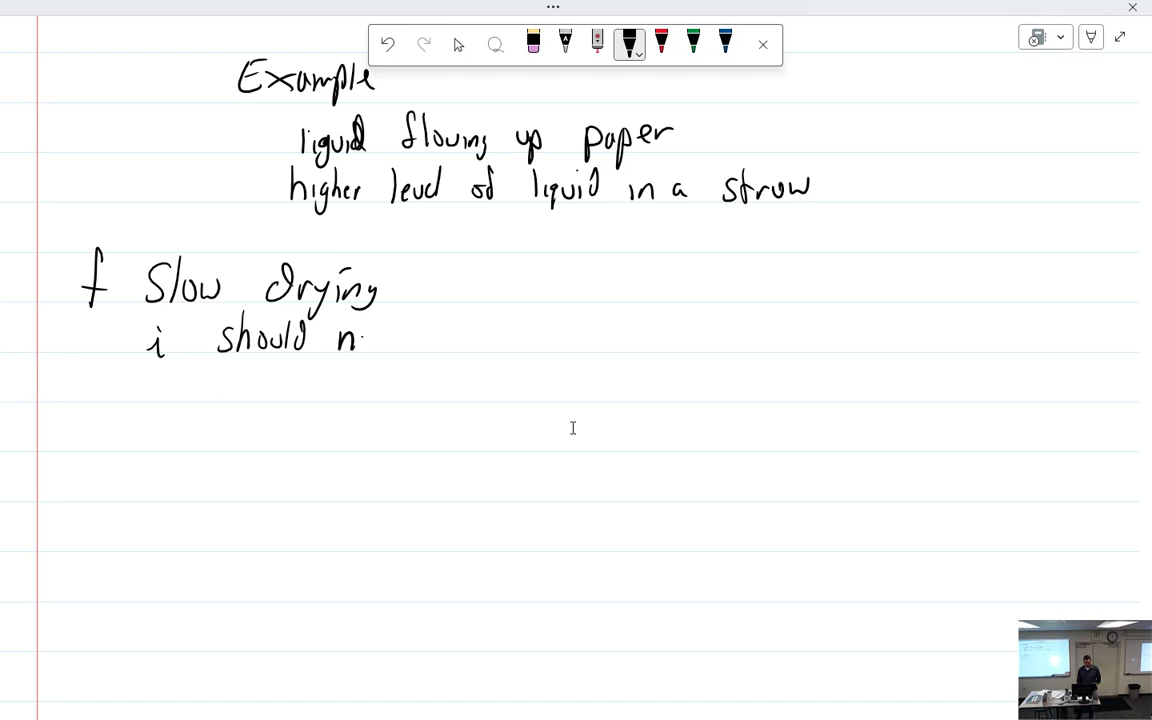 Example
liquid flowing up paper
higher level of liquid in a straw
f Slow drying
i should n